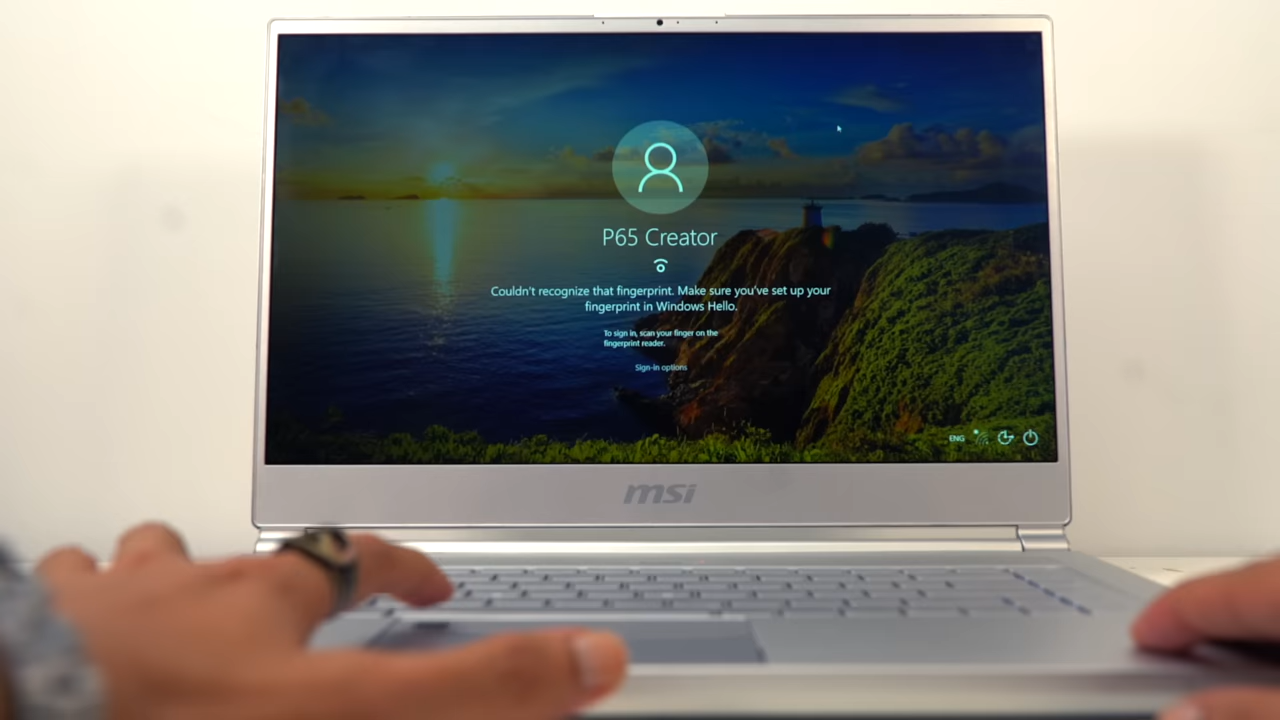 P65 Creator
Couldn't recognize that fingerprint. Make sure you've set up your
fingerprint in Windows Hello.
To sign in, scan your finger on the
fingerprint reader.
Sign-in options
ENG
msi